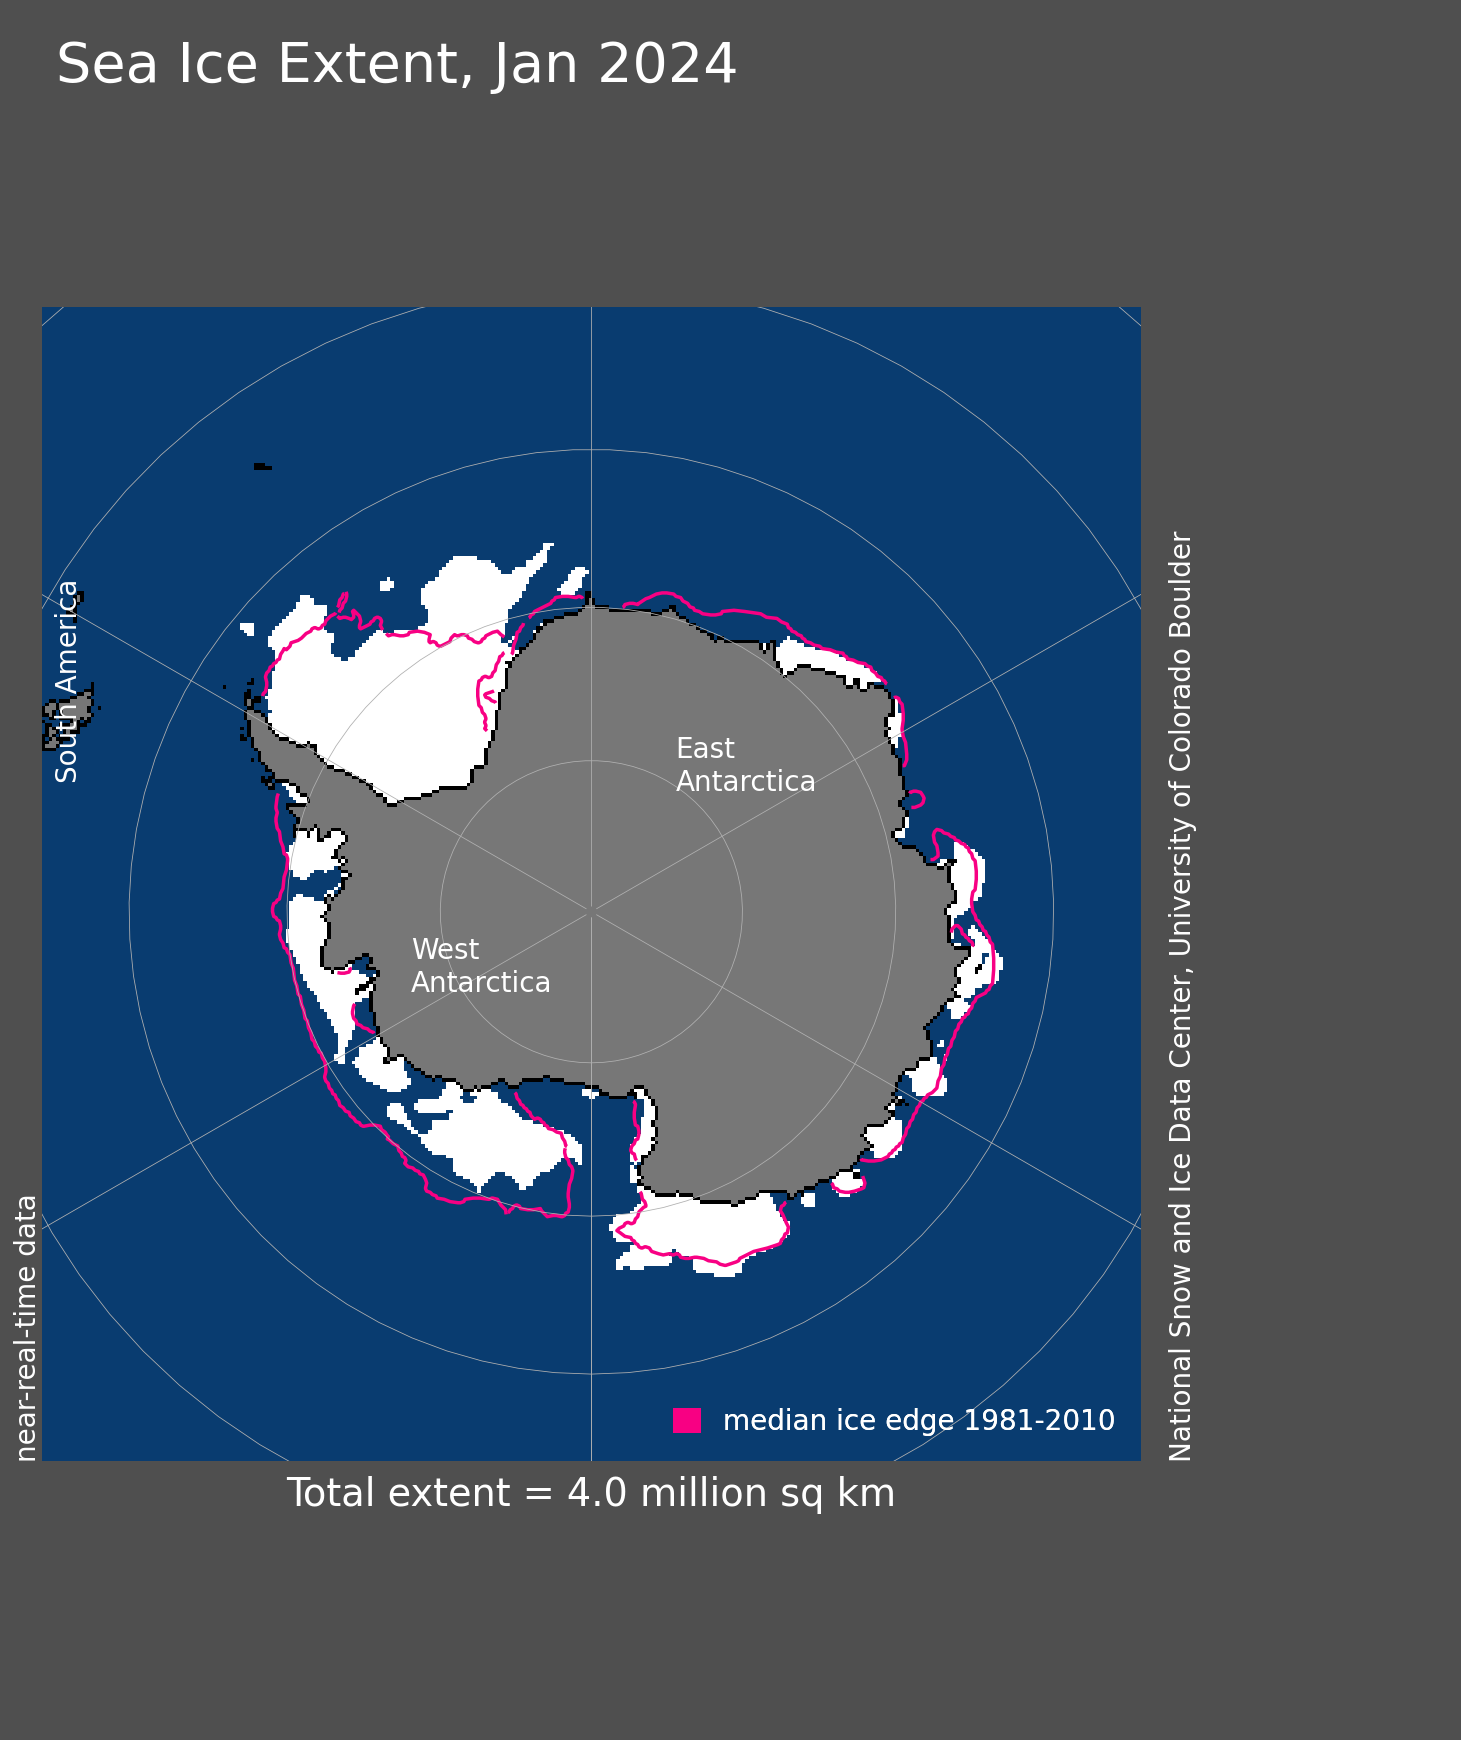 Sea Ice Extent, Jan 2024
South America
East
Antarctica
West
Antarctica
near-real-time data
National Snow and Ice Data Center, University of Colorado Boulder
median ice edge 1981-2010
Total extent = 4.0 million sq km